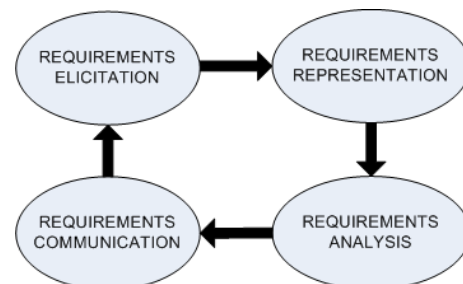 REQUIREMENTS
ELICITATION
REQUIREMENTS
REPRESENTATION
REQUIREMENTS
COMMUNICATION
REQUIREMENTS
ANALYSIS